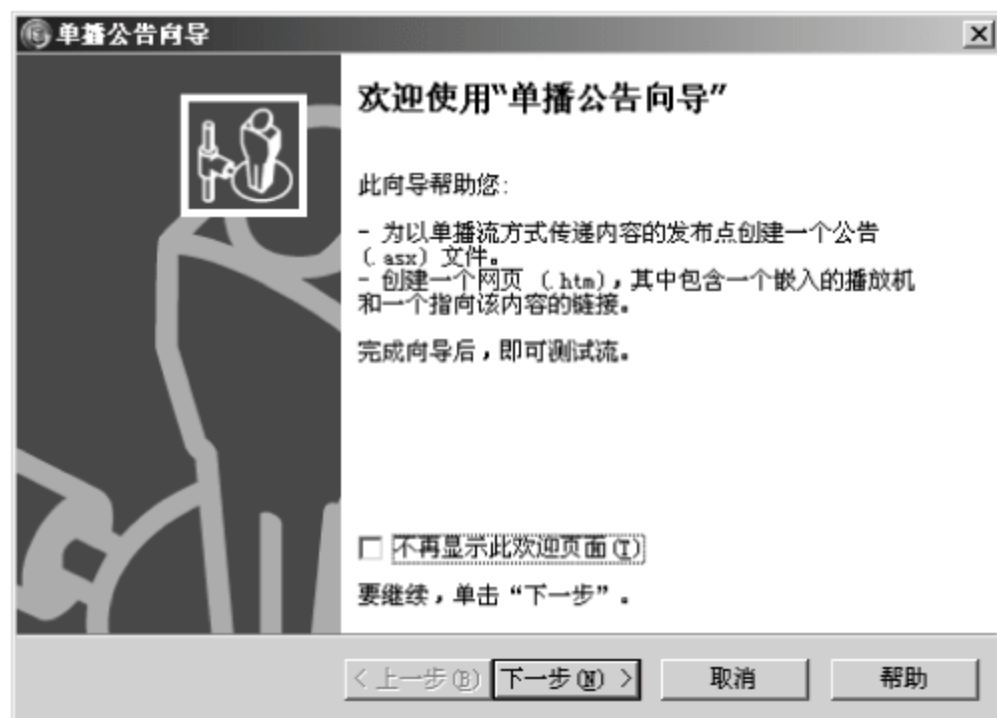 单播公告向导
欢迎使用“单播公告向导”
此向导帮助您:
- 为以单播流方式传递内容的发布点创建一个公告
(.asx) 文件。
- 创建一个网页 (.htm)，其中包含一个嵌入的播放机
和一个指向该内容的链接。
完成向导后，即可测试流。
不再显示此欢迎页面(T)
要继续，单击“下一步”。
< 上一步(B) 下一步(N) > 取消 帮助